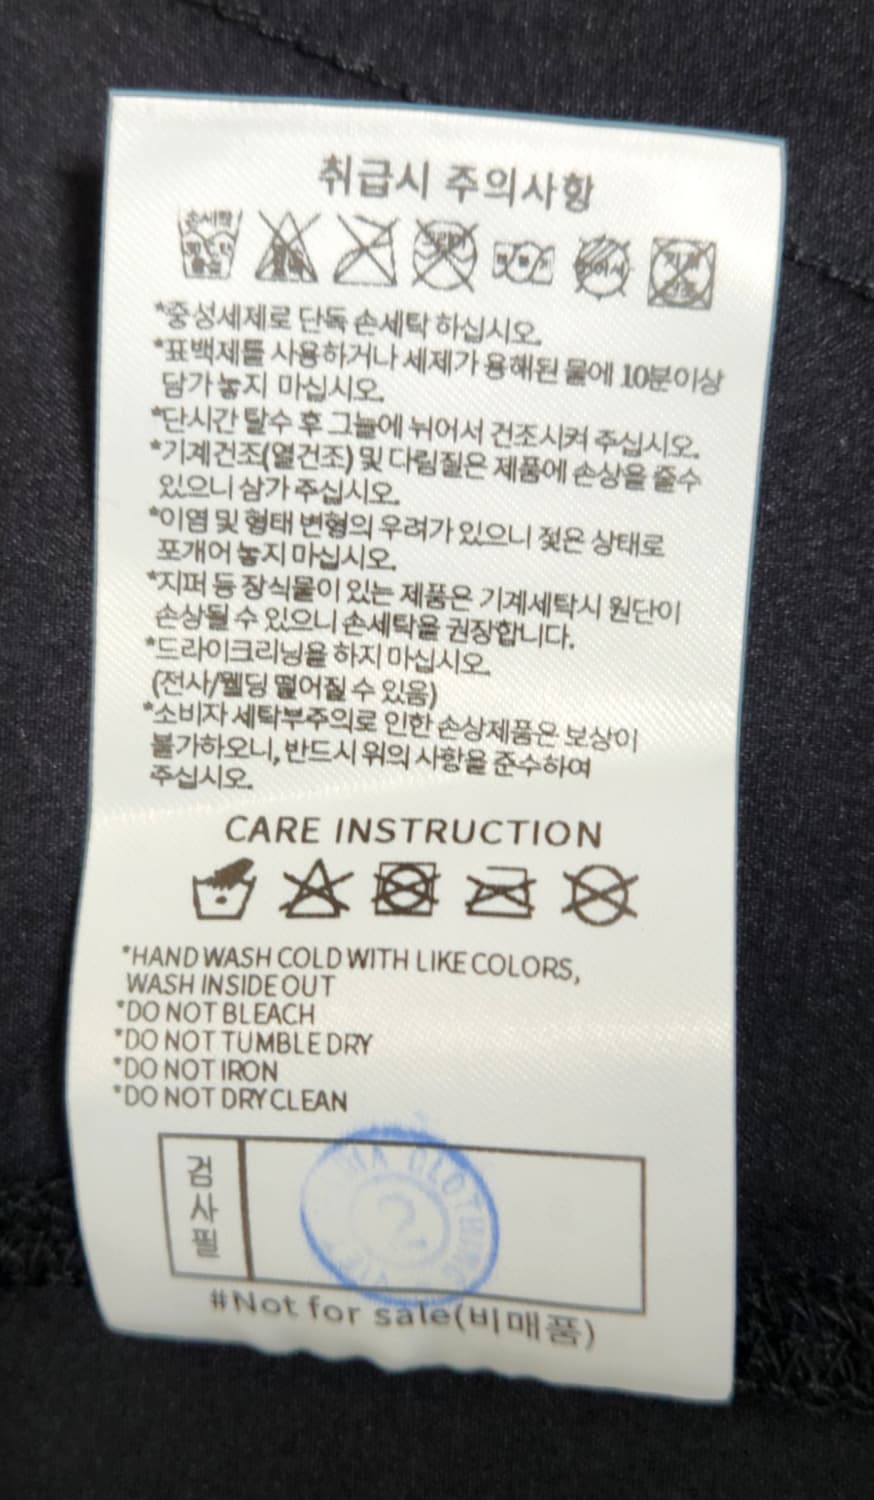 취급시 주의사항
손세탁
*중성세제로 단독 손세탁 하십시오.
*표백제를 사용하거나 세제가 용해된 물에 10분이상
담가 놓지 마십시오.
*단시간 탈수 후 그늘에 뉘어서 건조시켜 주십시오.
*기계건조(열건조) 및 다림질은 제품에 손상을 줄수
있으니 삼가 주십시오.
*이염 및 형태 변형의 우려가 있으니 젖은 상태로
포개어 놓지 마십시오.
*지퍼 등 장식물이 있는 제품은 기계세탁시 원단이
손상될 수 있으니 손세탁을 권장합니다.
*드라이크리닝을 하지 마십시오.
(전사/웰딩 떨어질 수 있음)
*소비자 세탁부주의로 인한 손상제품은 보상이
불가하오니, 반드시 위의 사항을 준수하여
주십시오.
CARE INSTRUCTION
*HAND WASH COLD WITH LIKE COLORS,
WASH INSIDE OUT
*DO NOT BLEACH
*DO NOT TUMBLE DRY
*DO NOT IRON
*DO NOT DRY CLEAN
검사필
CLOTHING
2
#Not for sale(비매품)